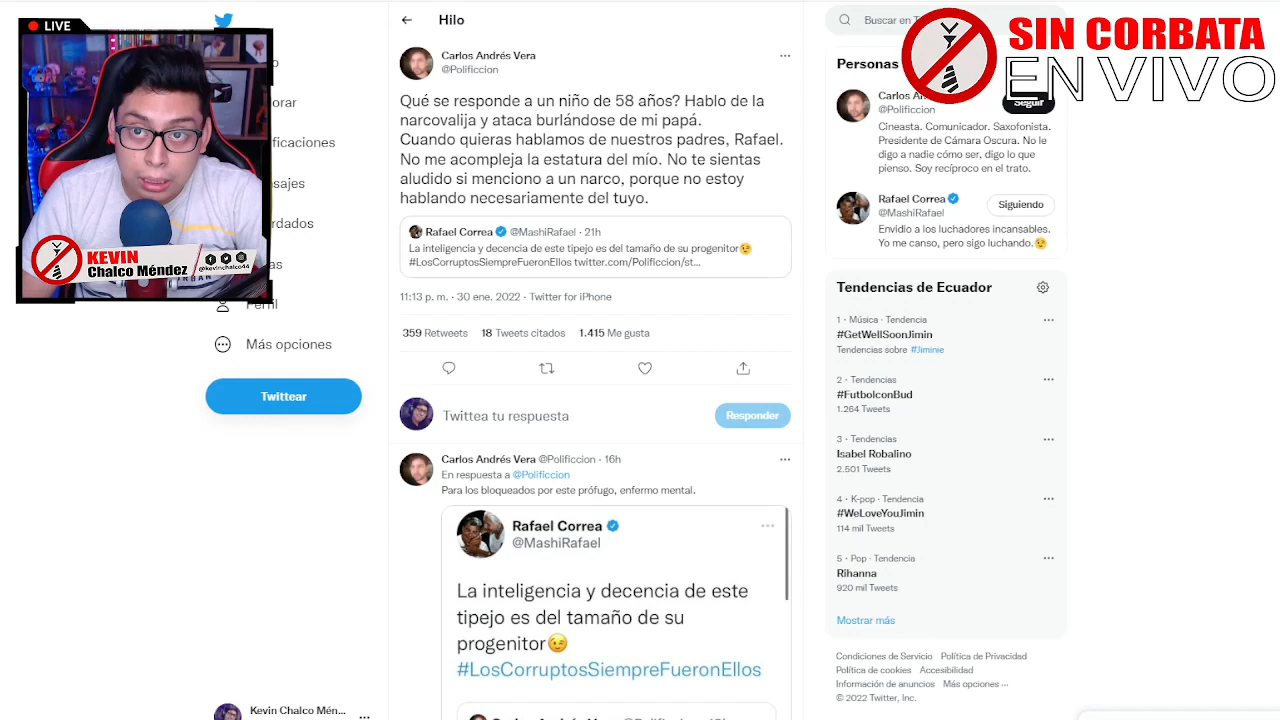 LIVE
KEVIN
Chalco Méndez
@kevinchalco44
URBAN
orar
ficaciones
sajes
rdados
as
Perfil
Más opciones
Twittear
Kevin Chalco Mén...
Hilo
Carlos Andrés Vera
@Polificcion
Qué se responde a un niño de 58 años? Hablo de la
narcovalija y ataca burlándose de mi papá.
Cuando quieras hablamos de nuestros padres, Rafael.
No me acompleja la estatura del mío. No te sientas
aludido si menciono a un narco, porque no estoy
hablando necesariamente del tuyo.
Rafael Correa @MashiRafael · 21h
La inteligencia y decencia de este tipejo es del tamaño de su progenitor😉
#LosCorruptosSiempreFueronEllos twitter.com/Polificcion/st...
11:13 p. m. · 30 ene. 2022 · Twitter for iPhone
359 Retweets 18 Tweets citados 1.415 Me gusta
Twittea tu respuesta
Responder
Carlos Andrés Vera @Polificcion · 16h
En respuesta a @Polificcion
Para los bloqueados por este prófugo, enfermo mental.
Rafael Correa
@MashiRafael
La inteligencia y decencia de este
tipejo es del tamaño de su
progenitor😉
#LosCorruptosSiempreFueronEllos
Buscar en T
SIN CORBATA
EN VIVO
Personas
Carlos An
@Polificcion
Seguir
Cineasta. Comunicador. Saxofonista.
Presidente de Cámara Oscura. No le
digo a nadie cómo ser, digo lo que
pienso. Soy recíproco en el trato.
Rafael Correa
@MashiRafael
Siguiendo
Envidio a los luchadores incansables.
Yo me canso, pero sigo luchando.😉
Tendencias de Ecuador
1 · Música · Tendencia
#GetWellSoonJimin
Tendencias sobre #Jiminie
2 · Tendencias
#FutbolconBud
1.264 Tweets
3 · Tendencias
Isabel Robalino
2.501 Tweets
4 · K-pop · Tendencia
#WeLoveYouJimin
114 mil Tweets
5 · Pop · Tendencia
Rihanna
920 mil Tweets
Mostrar más
Condiciones de Servicio Política de Privacidad
Política de cookies Accesibilidad
Información de anuncios Más opciones ···
© 2022 Twitter, Inc.